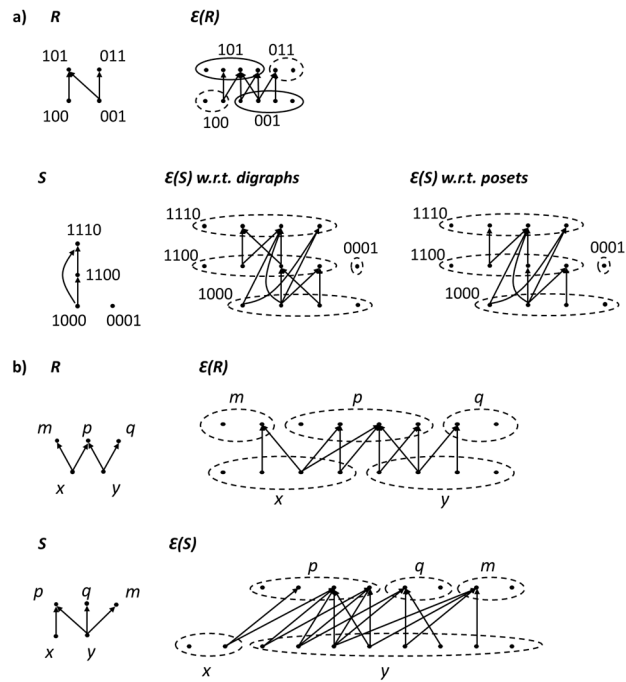 a) R ℰ(R)
101 011 101 011
100 001 100 001
S ℰ(S) w.r.t. digraphs ℰ(S) w.r.t. posets
1110 1110 1110
1100 1100 0001 1100 0001
1000 0001 1000 1000
b) R ℰ(R)
m p q m p q
x y x y
S ℰ(S)
p q m p q m
x y x y